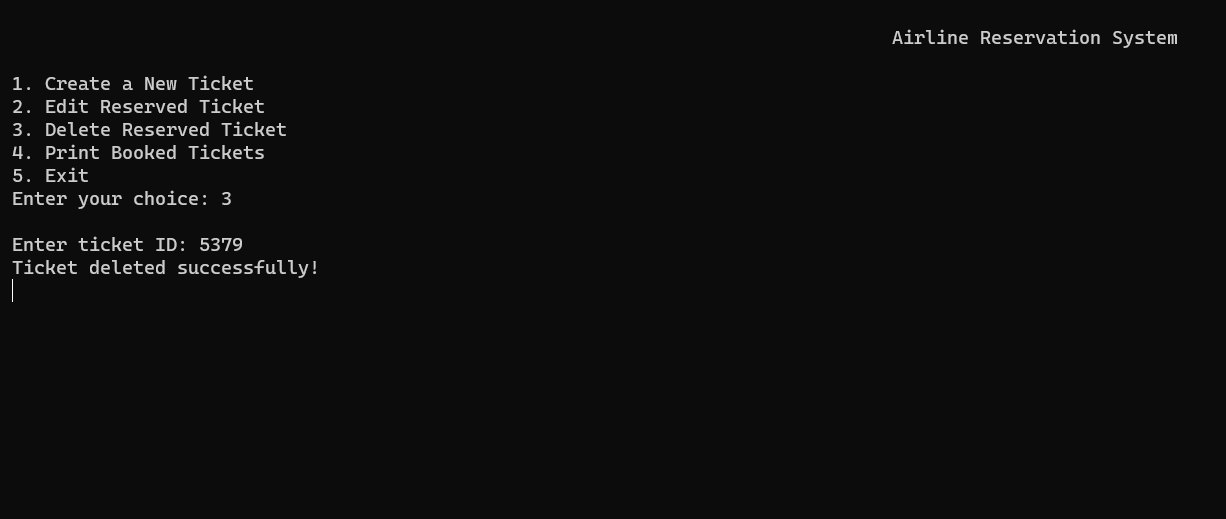 Airline Reservation System
1. Create a New Ticket
2. Edit Reserved Ticket
3. Delete Reserved Ticket
4. Print Booked Tickets
5. Exit
Enter your choice: 3
Enter ticket ID: 5379
Ticket deleted successfully!